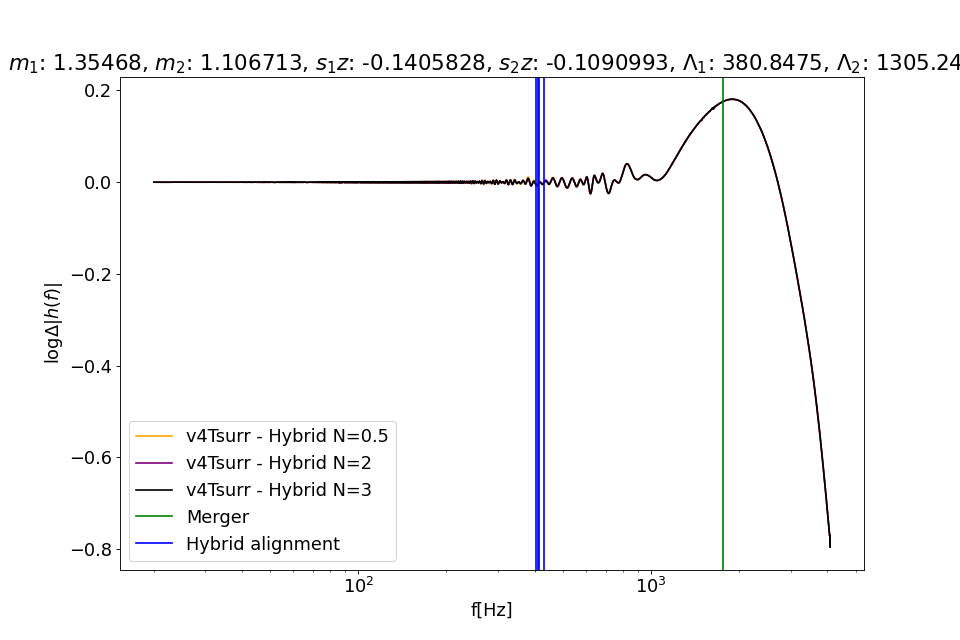 m₁: 1.35468, m₂: 1.106713, s₁z: -0.1405828, s₂z: -0.1090993, Λ₁: 380.8475, Λ₂: 1305.24
0.2
0.0
−0.2
−0.4
−0.6
−0.8
logΔ|h(f)|
v4Tsurr - Hybrid N=0.5
v4Tsurr - Hybrid N=2
v4Tsurr - Hybrid N=3
Merger
Hybrid alignment
10² 10³
f[Hz]